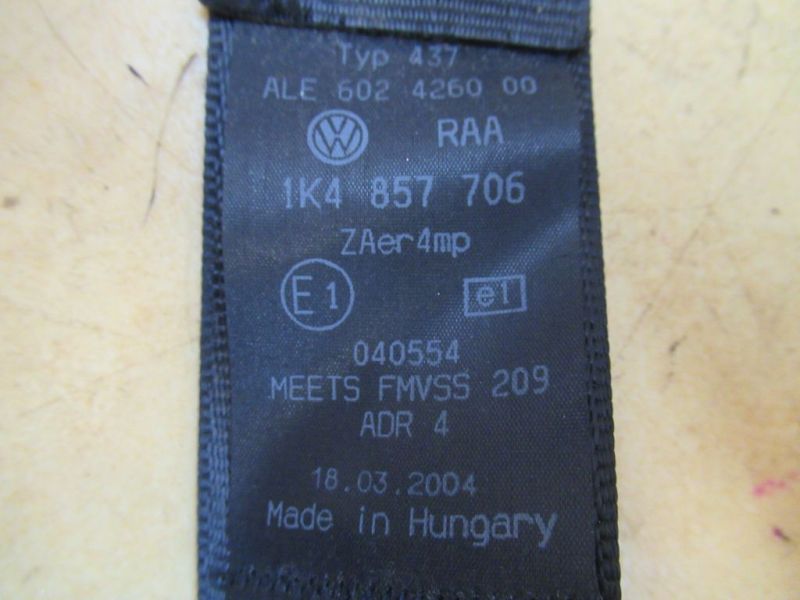 Typ 437
ALE 602 4260 00
VW RAA
1K4 857 706
ZAer4mp
E1 e1
040554
MEETS FMVSS 209
ADR 4
18.03.2004
Made in Hungary